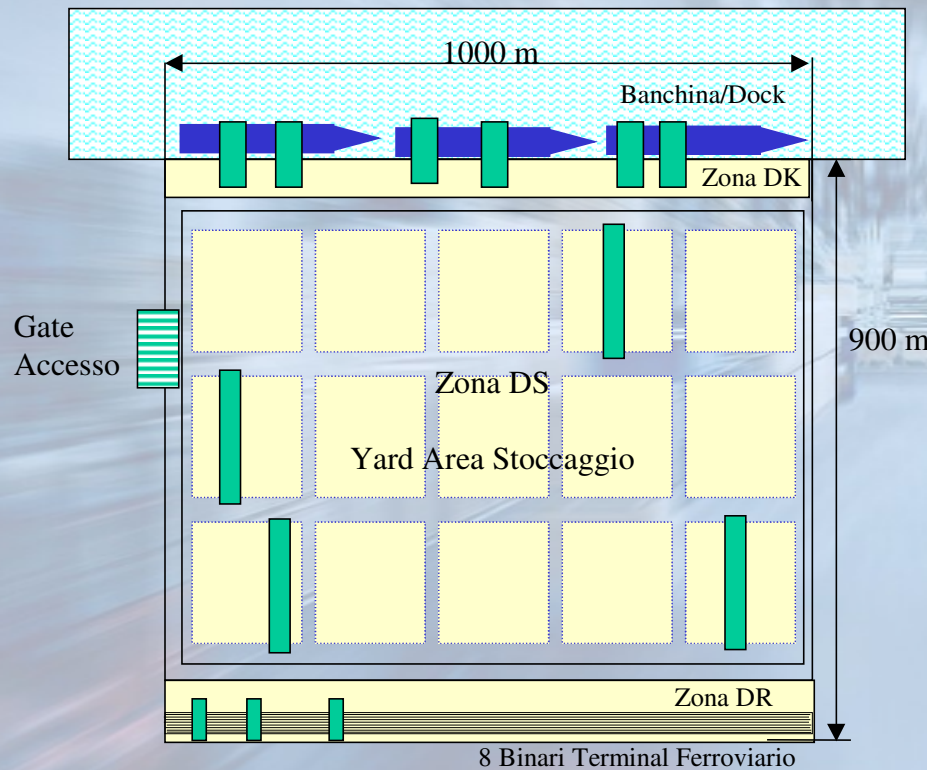 1000 m
Banchina/Dock
Zona DK
Gate
Accesso
900 m
Zona DS
Yard Area Stoccaggio
Zona DR
8 Binari Terminal Ferroviario